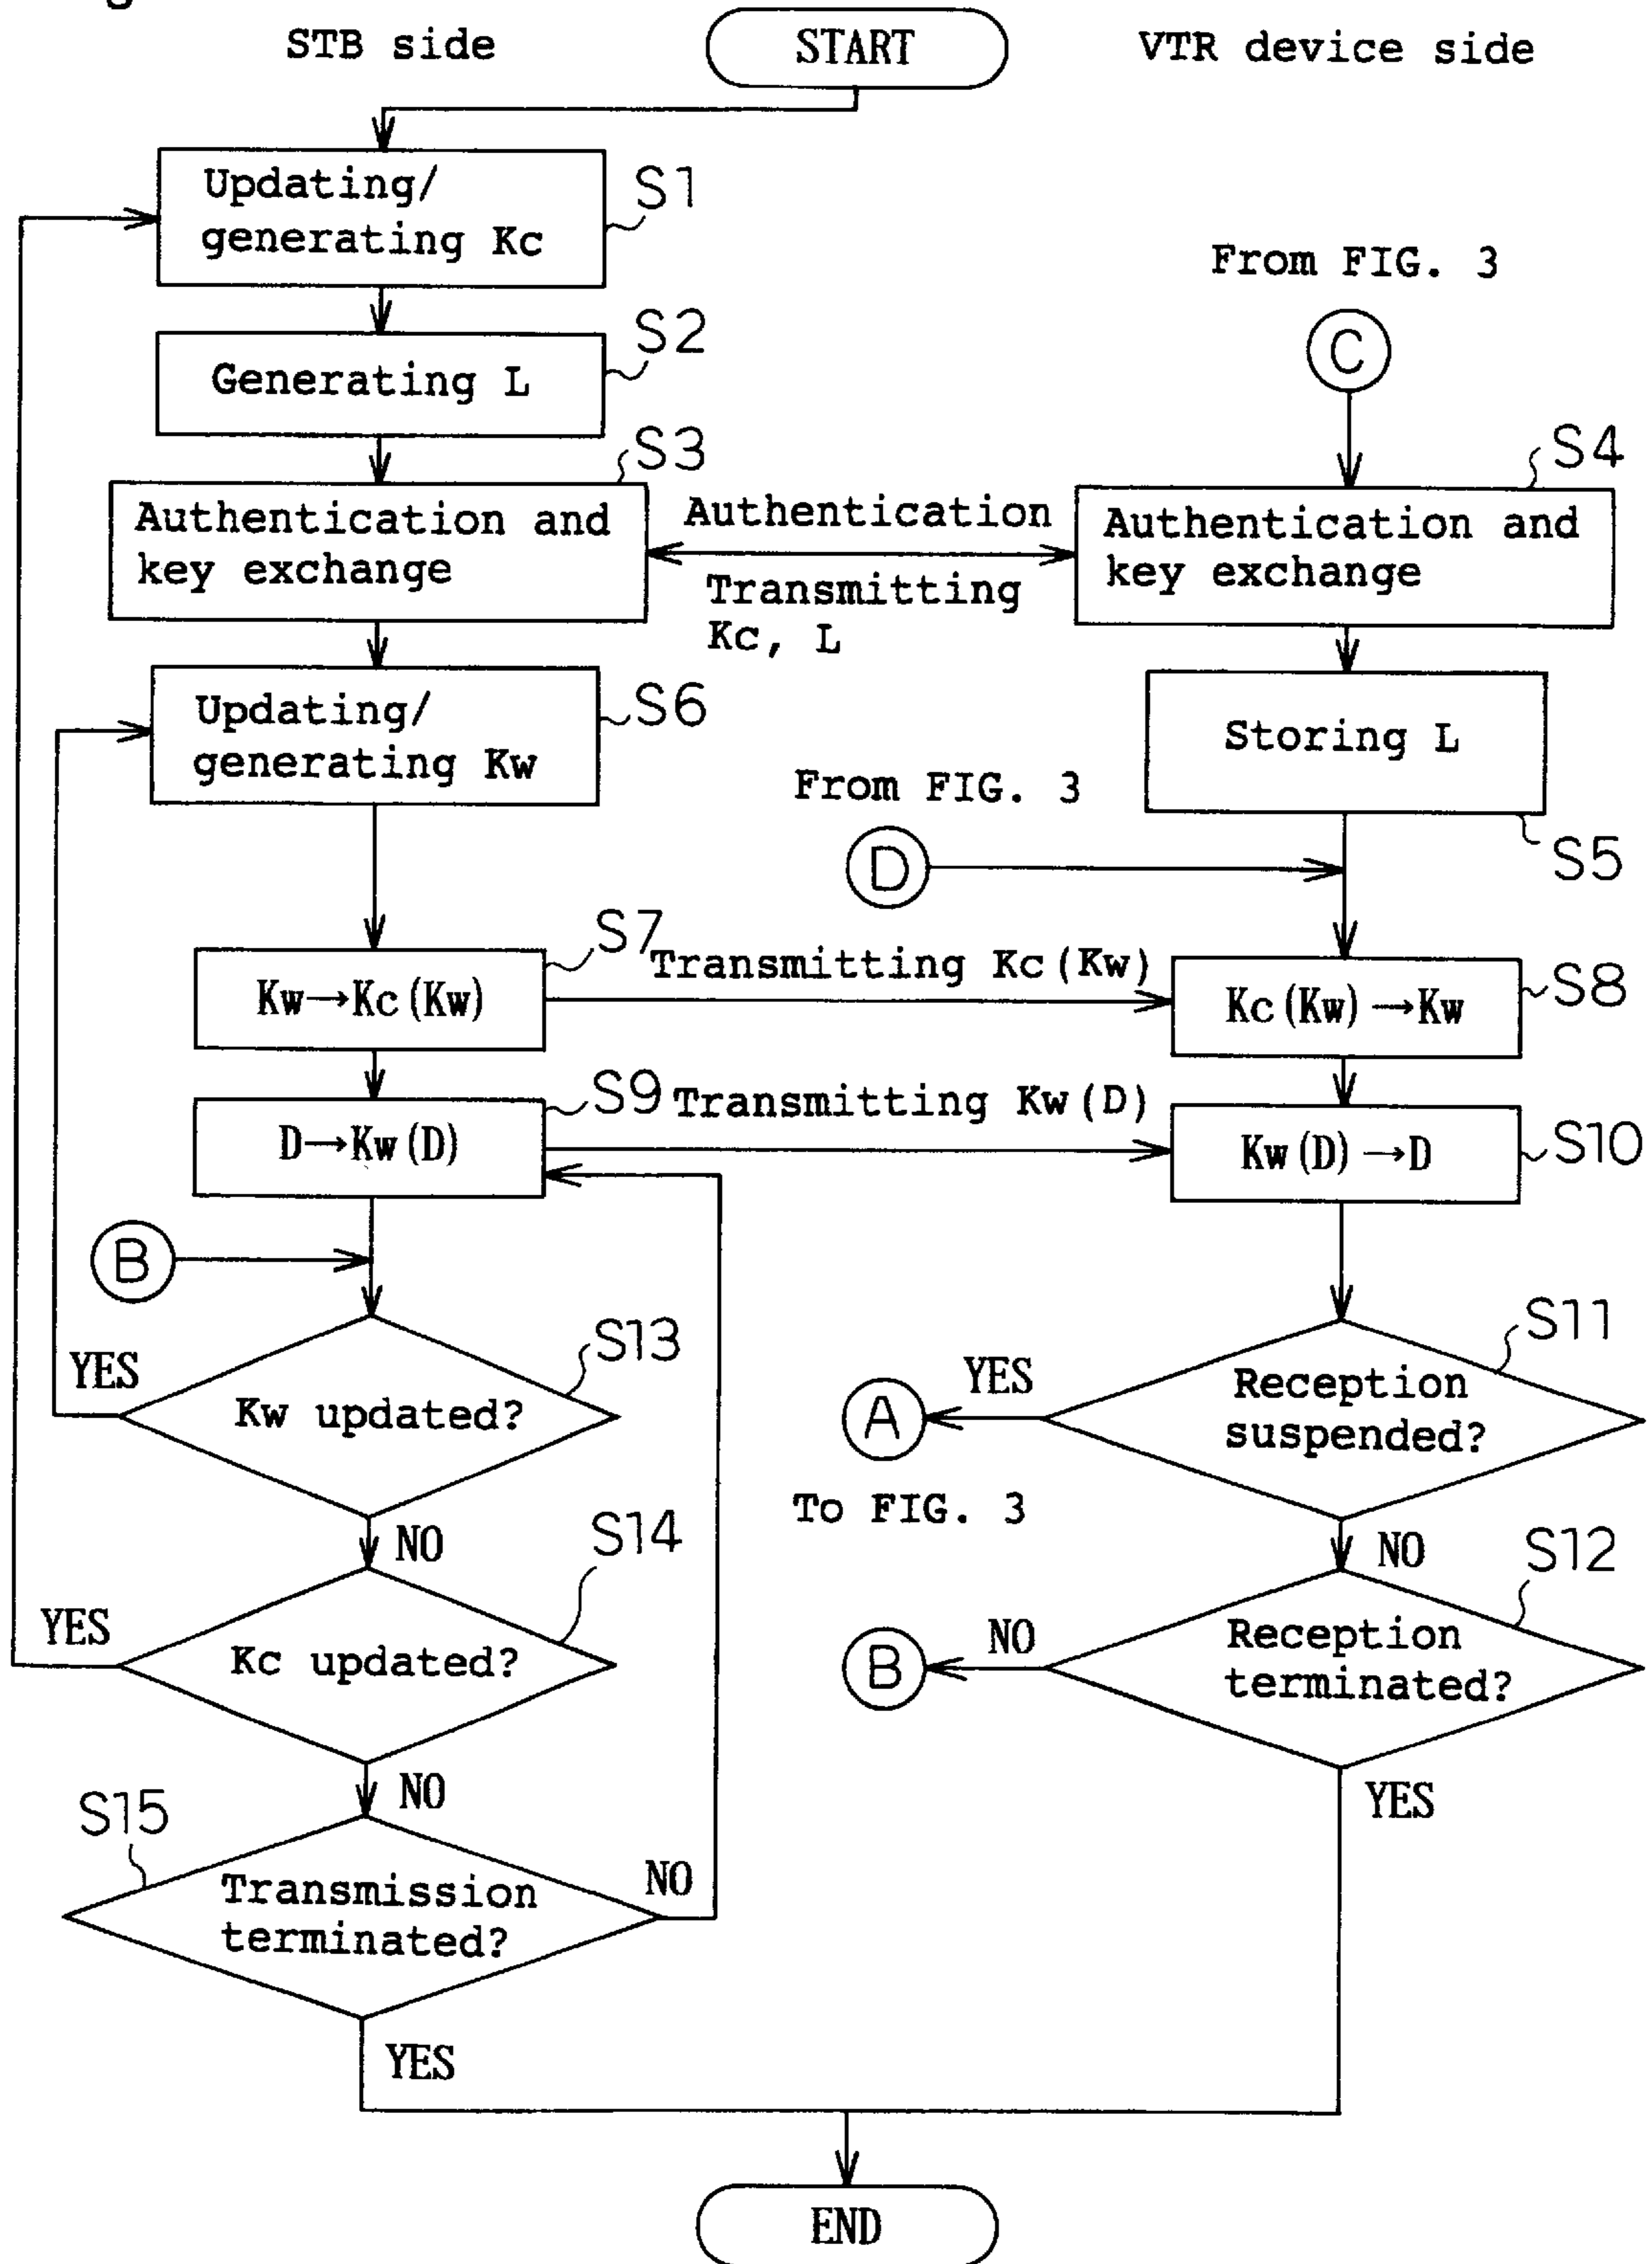 STB side
START
VTR device side
Updating/
generating Kc
S1
From FIG. 3
C
S2
Generating L
S3
S4
Authentication and
key exchange
Authentication
Transmitting
Kc, L
Authentication and
key exchange
Updating/
generating Kw
S6
Storing L
S5
From FIG. 3
D
S7
Transmitting Kc(Kw)
Kw→Kc(Kw)
Kc(Kw)→Kw
S8
S9
Transmitting Kw(D)
D→Kw(D)
Kw(D)→D
S10
B
S13
YES
Kw updated?
S11
YES
A
Reception
suspended?
To FIG. 3
NO
S14
NO
S12
YES
Kc updated?
NO
B
Reception
terminated?
NO
YES
S15
NO
Transmission
terminated?
YES
END